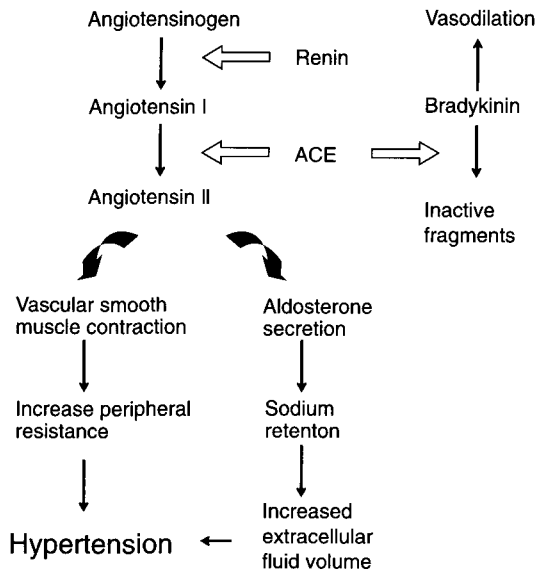 Angiotensinogen
Renin
Angiotensin I
ACE
Angiotensin II
Vasodilation
Bradykinin
Inactive
fragments
Vascular smooth
muscle contraction
Increase peripheral
resistance
Aldosterone
secretion
Sodium
retenton
Increased
extracellular
fluid volume
Hypertension